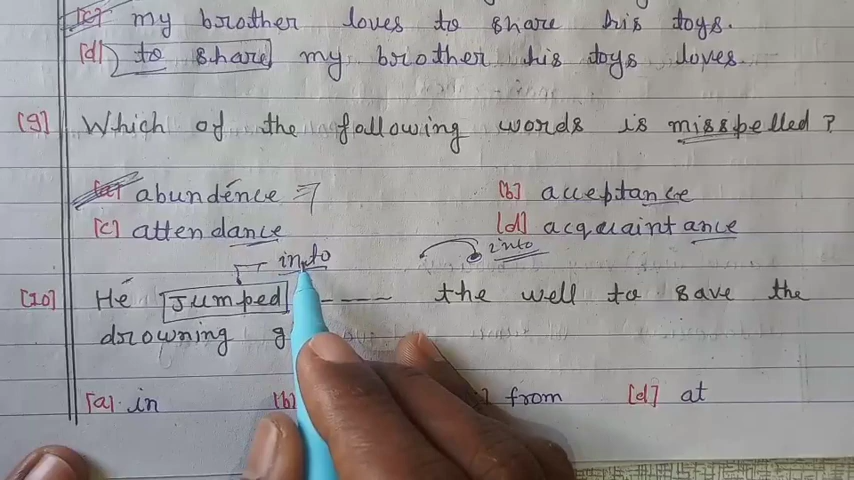 [c] my brother loves to share his toys.
[d] to share my brother his toys loves.
[9] Which of the following words is misspelled ?
[a] abundence
[b] acceptance
[c] attendance
[d] acquaintance
into
into
[10] He Jumped ---- the well to save the
drowning g
[a] in
[b]
from
[d] at